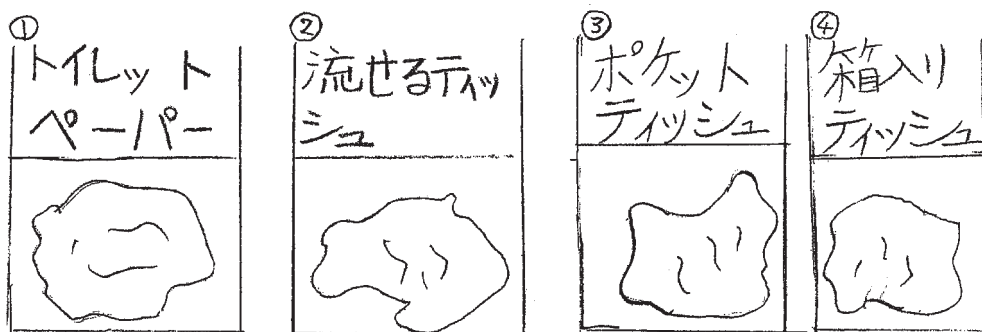 ①
トイレット
ペーパー
②
流せるティッ
シュ
③
ポケット
ティッシュ
④
箱入り
ティッシュ